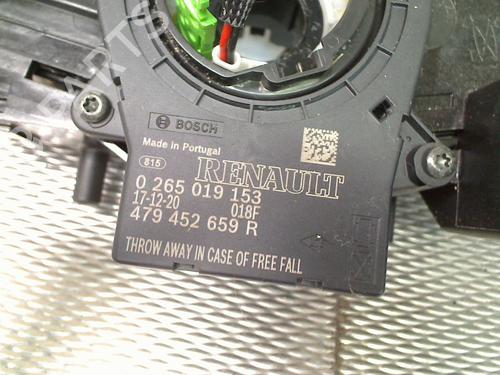 BOSCH
Made in Portugal
815
RENAULT
0 265 019 153
17-12-20 018F
479 452 659 R
THROW AWAY IN CASE OF FREE FALL